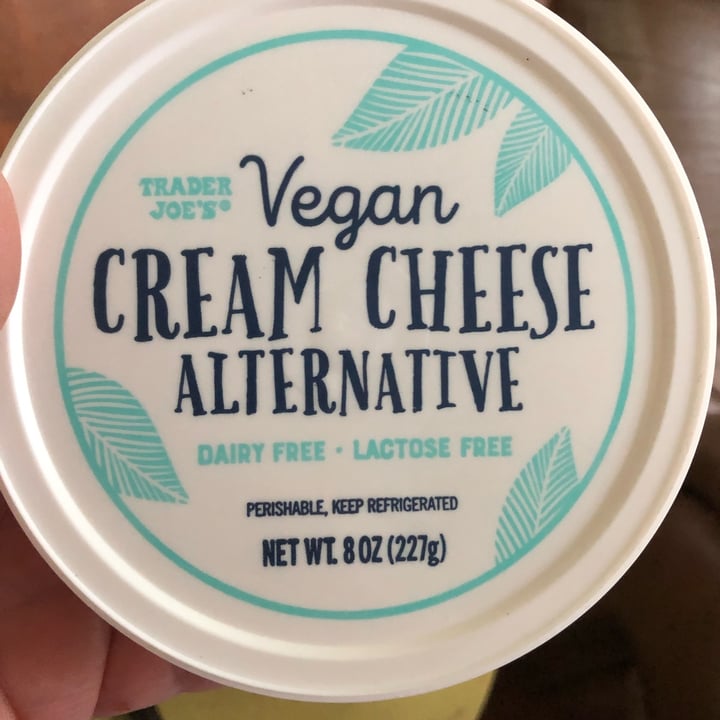 TRADER
JOE'S®
Vegan
CREAM CHEESE
ALTERNATIVE
DAIRY FREE • LACTOSE FREE
PERISHABLE, KEEP REFRIGERATED
NET WT. 8 OZ (227g)